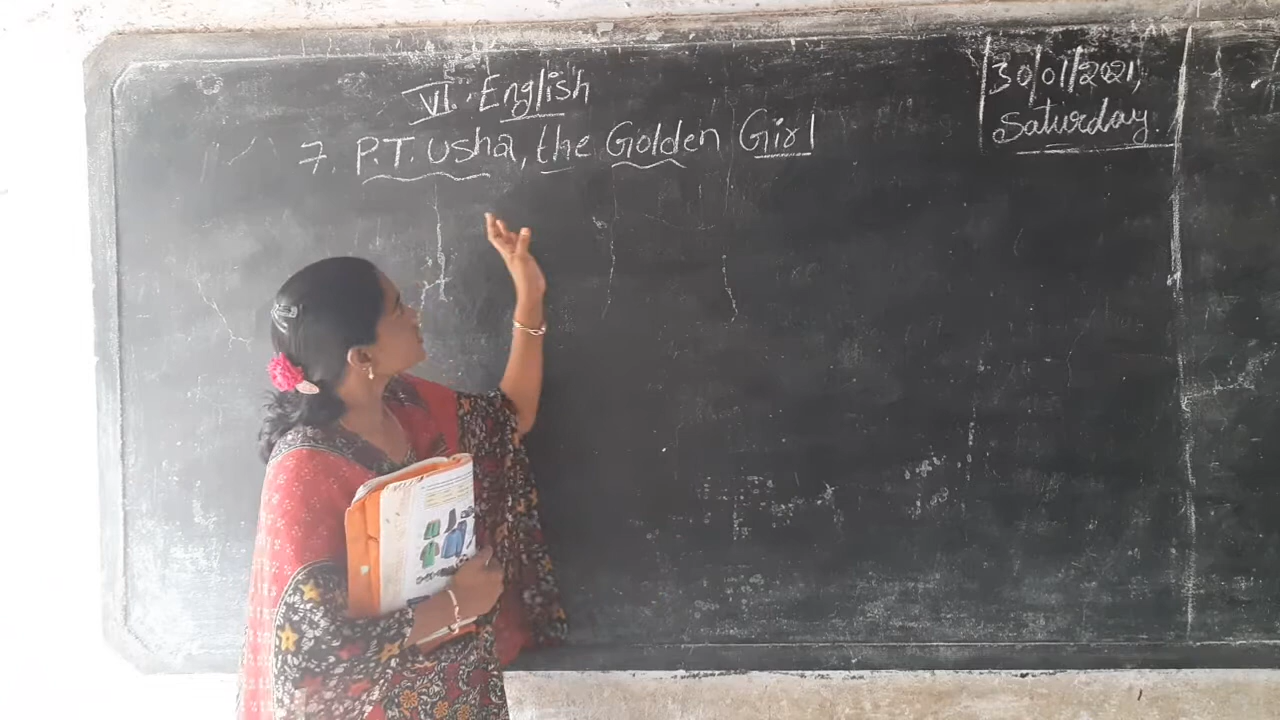 VI. English
7. P.T. Usha, the Golden Girl
30/01/2021,
Saturday.